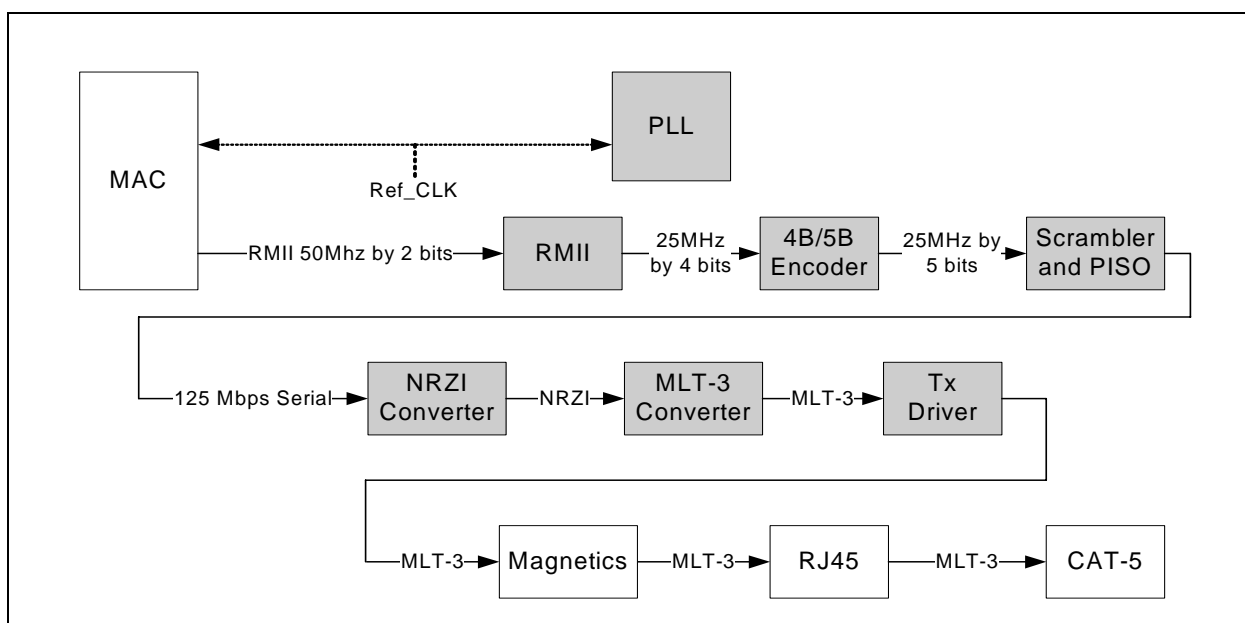 MAC
PLL
Ref_CLK
RMII 50Mhz by 2 bits
RMII
25MHz
by 4 bits
4B/5B
Encoder
25MHz by
5 bits
Scrambler
and PISO
125 Mbps Serial
NRZI
Converter
NRZI
MLT-3
Converter
MLT-3
Tx
Driver
MLT-3
Magnetics
MLT-3
RJ45
MLT-3
CAT-5